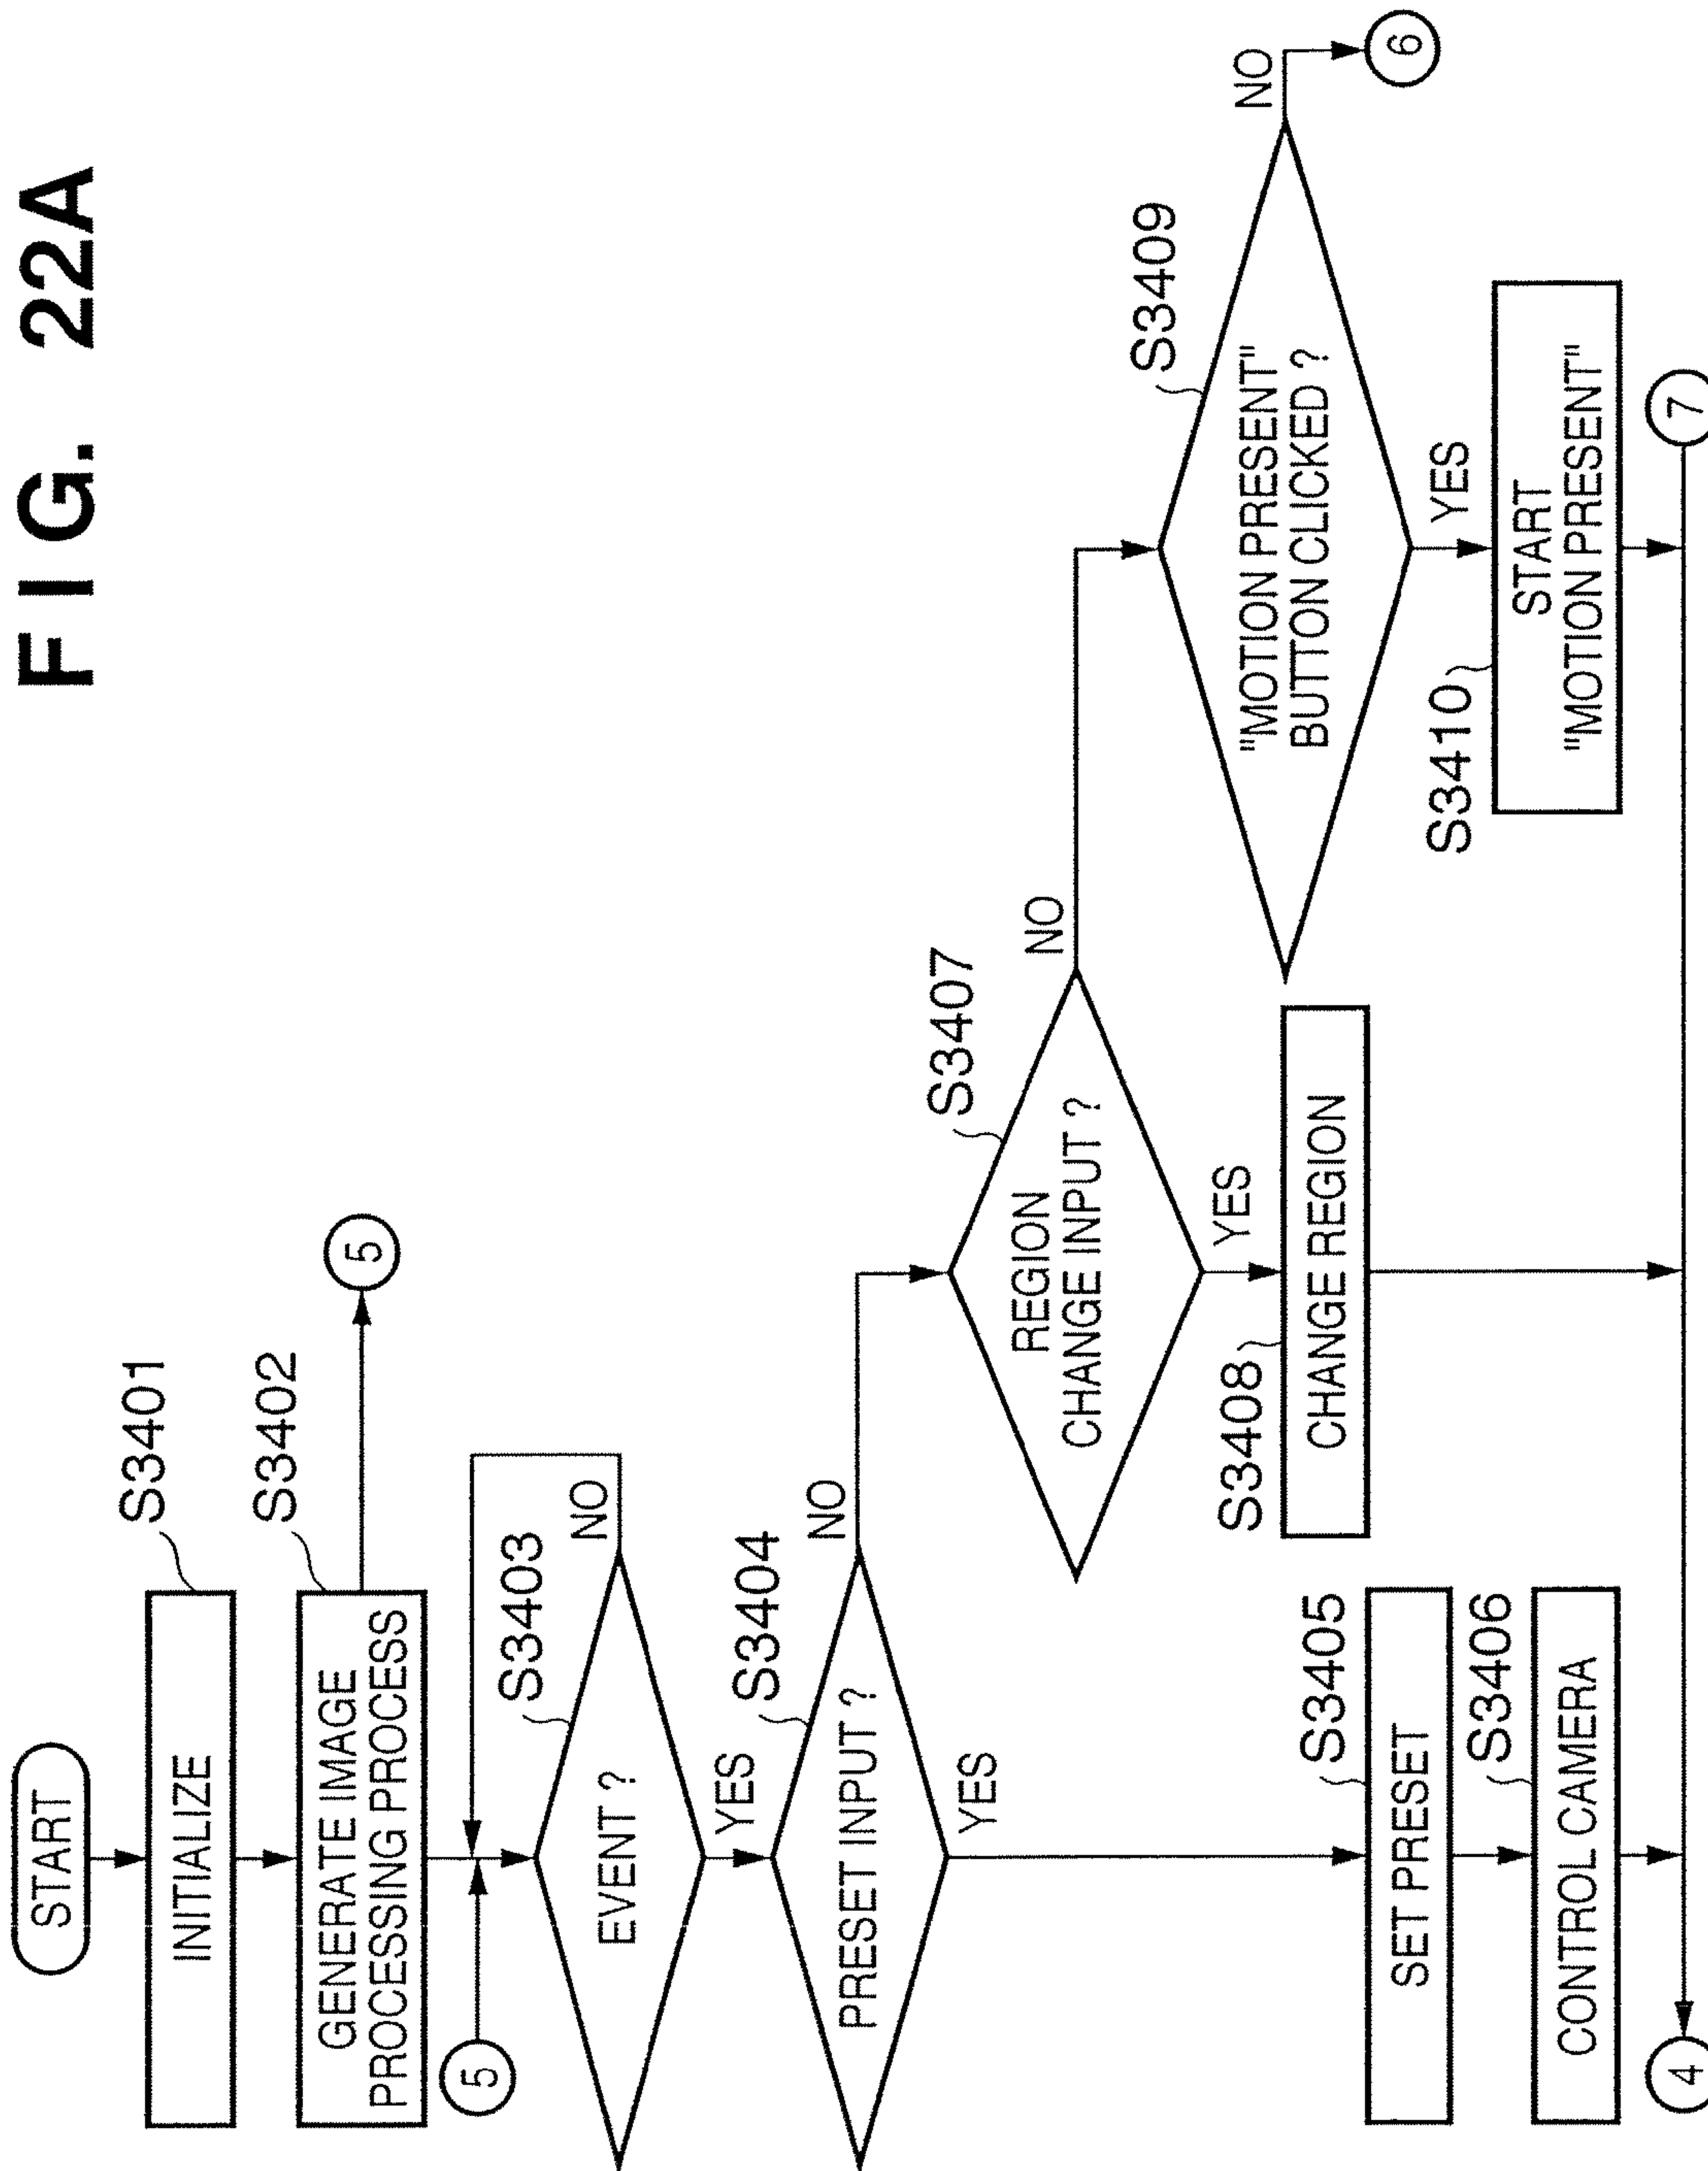 FIG. 22A
START
INITIALIZE
S3401
GENERATE IMAGE
PROCESSING PROCESS
S3402
5
5
EVENT ?
S3403
NO
YES
PRESET INPUT ?
S3404
NO
YES
SET PRESET
S3405
CONTROL CAMERA
S3406
REGION
CHANGE INPUT ?
S3407
NO
YES
S3408
CHANGE REGION
"MOTION PRESENT"
BUTTON CLICKED ?
S3409
NO
6
YES
S3410
START
"MOTION PRESENT"
7
4